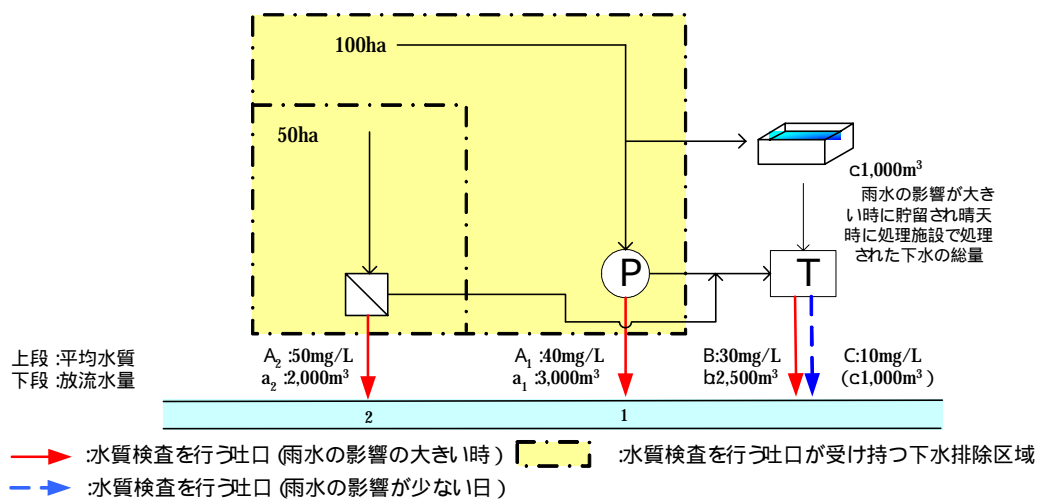 100ha
50ha
c1,000m³
雨水の影響が大き
い時に貯留され晴天
時に処理施設で処理
された下水の総量
P
T
上段:平均水質
下段:放流水量
A₂:50mg/L
a₂:2,000m³
A₁:40mg/L
a₁:3,000m³
B:30mg/L
b2,500m³
C:10mg/L
(c1,000m³)
2
1
:水質検査を行う吐口(雨水の影響の大きい時)
:水質検査を行う吐口が受け持つ下水排除区域
:水質検査を行う吐口(雨水の影響が少ない日)